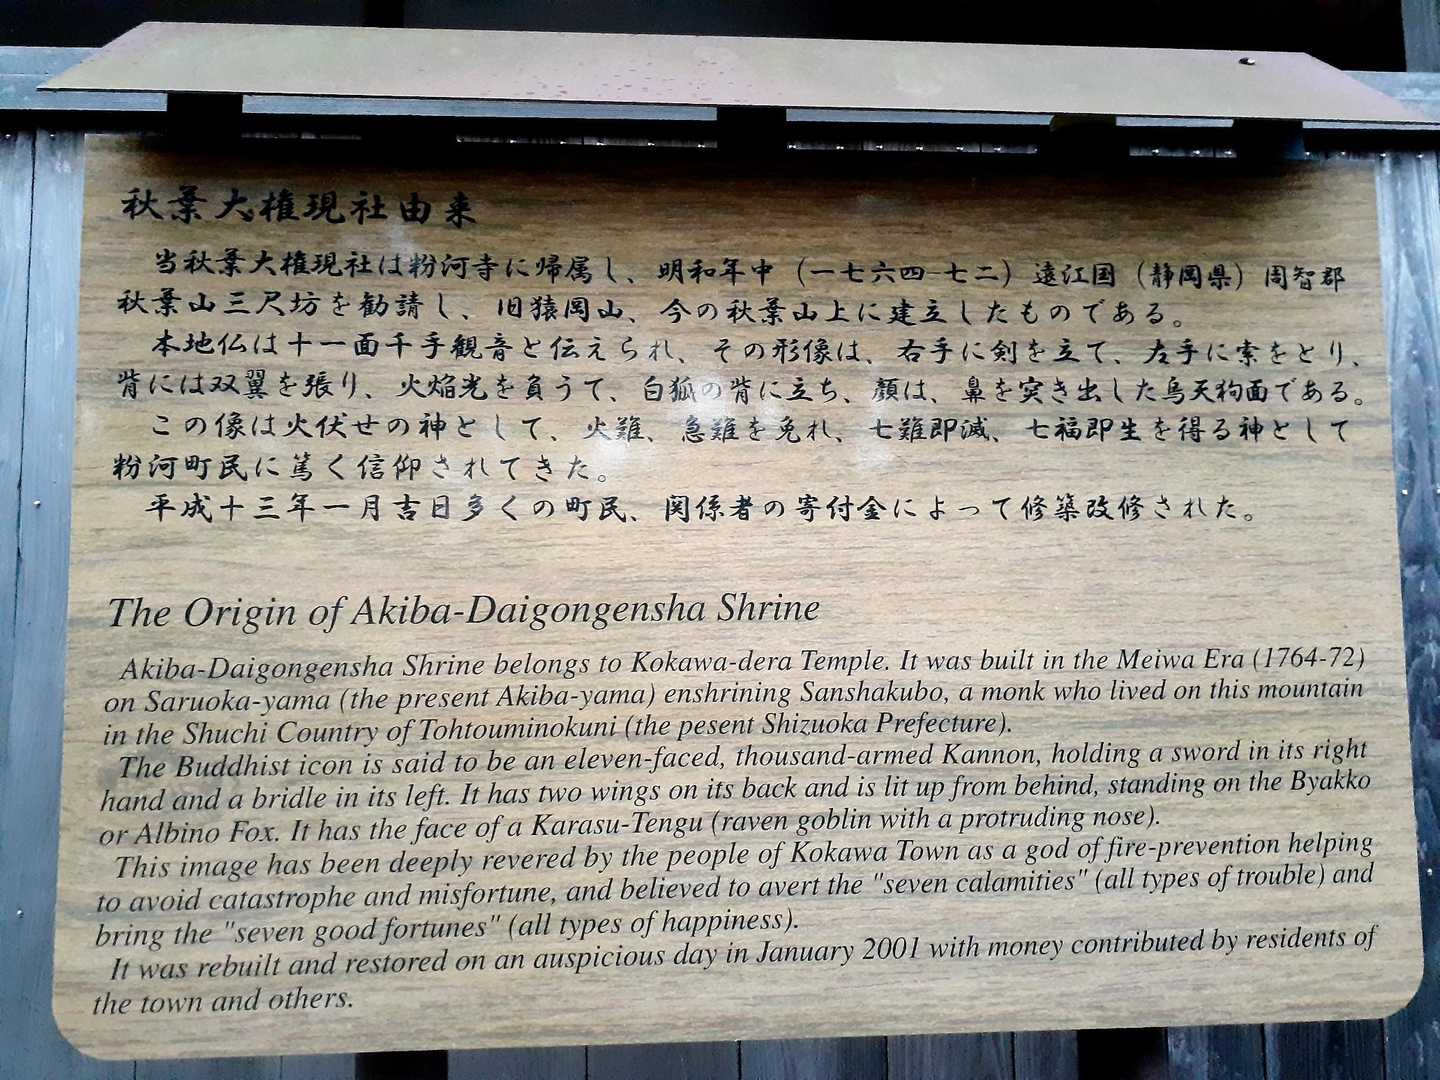 秋葉大権現社由来
当秋葉大権現社は粉河寺に帰属し、明和年中（一七六四-七二）遠江国（静岡県）周智郡
秋葉山三尺坊を勧請し、旧猿岡山、今の秋葉山上に建立したものである。
本地仏は十一面千手観音と伝えられ、その形像は、右手に剣を立て、左手に索をとり、
背には双翼を張り、火焔光を負うて、白狐の背に立ち、顔は、鼻を突き出した烏天狗面である。
この像は火伏せの神として、火難、急難を免れ、七難即滅、七福即生を得る神として
粉河町民に篤く信仰されてきた。
平成十三年一月吉日多くの町民、関係者の寄付金によって修築改修された。
The Origin of Akiba-Daigongensha Shrine
Akiba-Daigongensha Shrine belongs to Kokawa-dera Temple. It was built in the Meiwa Era (1764-72)
on Saruoka-yama (the present Akiba-yama) enshrining Sanshakubo, a monk who lived on this mountain
in the Shuchi Country of Tohtouminokuni (the pesent Shizuoka Prefecture).
The Buddhist icon is said to be an eleven-faced, thousand-armed Kannon, holding a sword in its right
hand and a bridle in its left. It has two wings on its back and is lit up from behind, standing on the Byakko
or Albino Fox. It has the face of a Karasu-Tengu (raven goblin with a protruding nose).
This image has been deeply revered by the people of Kokawa Town as a god of fire-prevention helping
to avoid catastrophe and misfortune, and believed to avert the "seven calamities" (all types of trouble) and
bring the "seven good fortunes" (all types of happiness).
It was rebuilt and restored on an auspicious day in January 2001 with money contributed by residents of
the town and others.